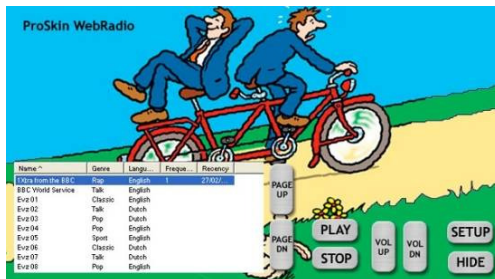 ProSkin WebRadio
Name ^ Genre Langu... Freque... Recency
1Xtra from the BBC Rap English 1 27/02/...
BBC World Service Talk English
Evz 01 Classic English
Evz 02 Talk Dutch
Evz 03 Pop Dutch
Evz 04 Pop English
Evz 05 Sport English
Evz 06 Classic Dutch
Evz 07 Talk Dutch
Evz 08 Pop English
PAGE
UP
PAGE
DN
PLAY
STOP
VOL
UP
VOL
DN
SETUP
HIDE